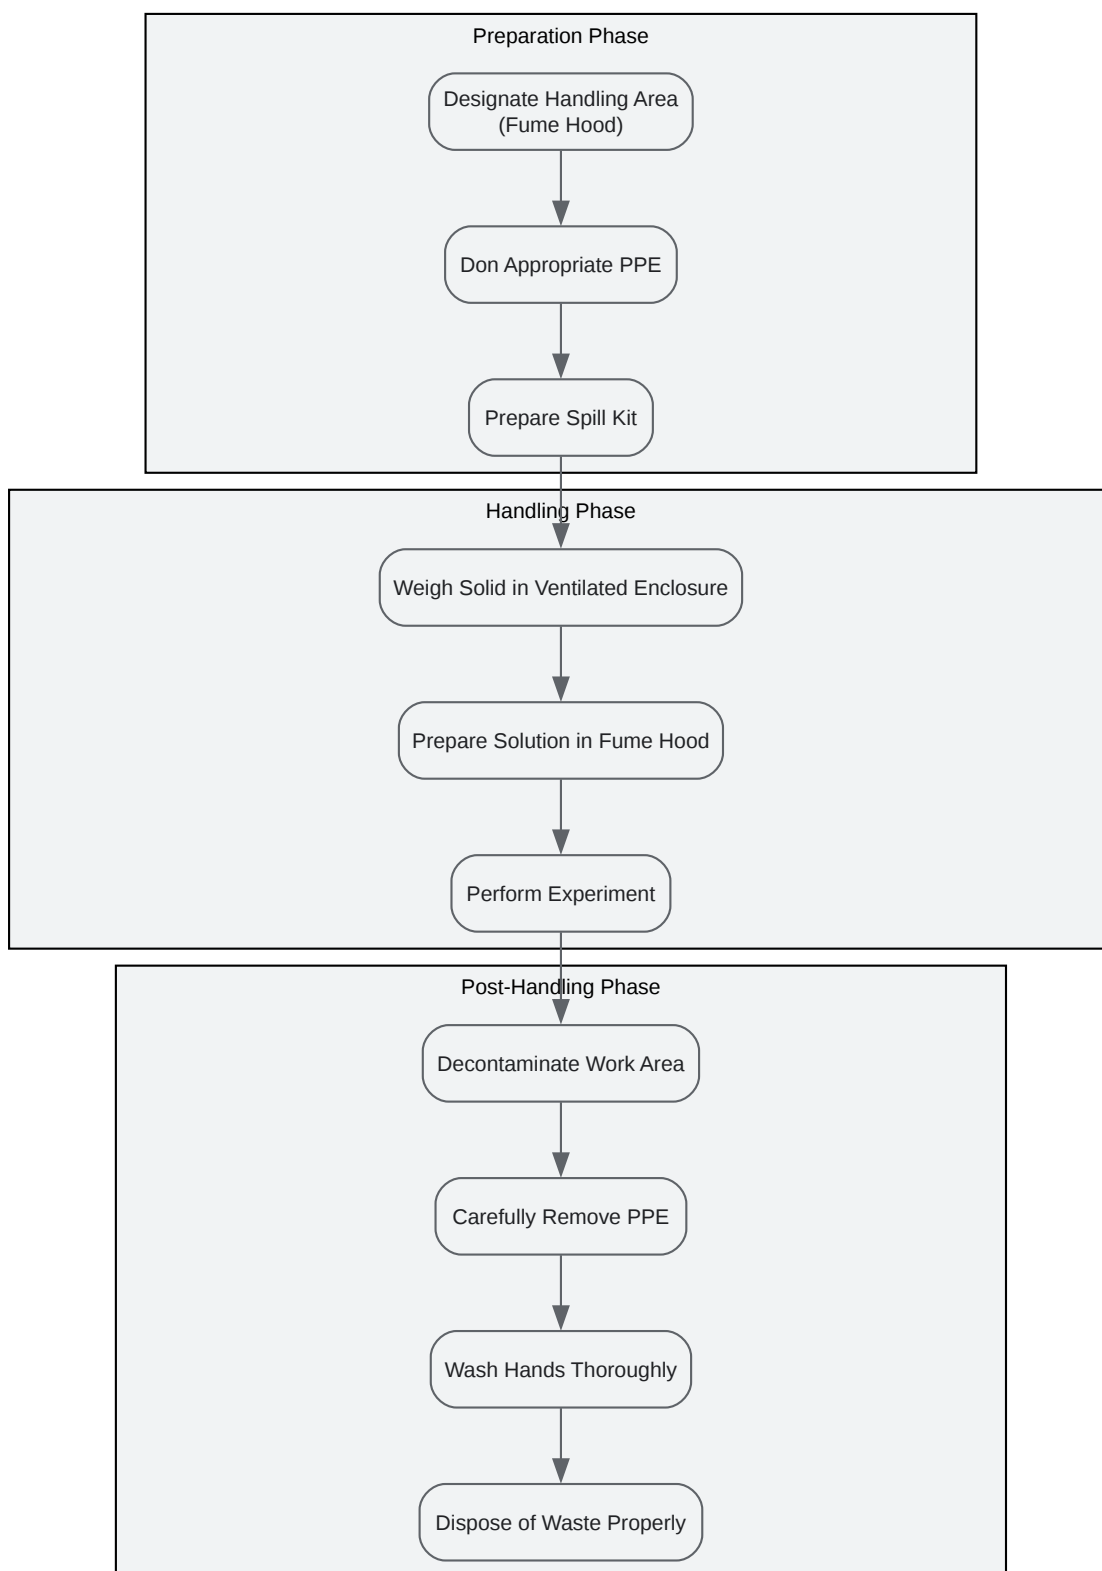 Preparation Phase
Designate Handling Area
(Fume Hood)
Don Appropriate PPE
Prepare Spill Kit
Handling Phase
Weigh Solid in Ventilated Enclosure
Prepare Solution in Fume Hood
Perform Experiment
Post-Handling Phase
Decontaminate Work Area
Carefully Remove PPE
Wash Hands Thoroughly
Dispose of Waste Properly